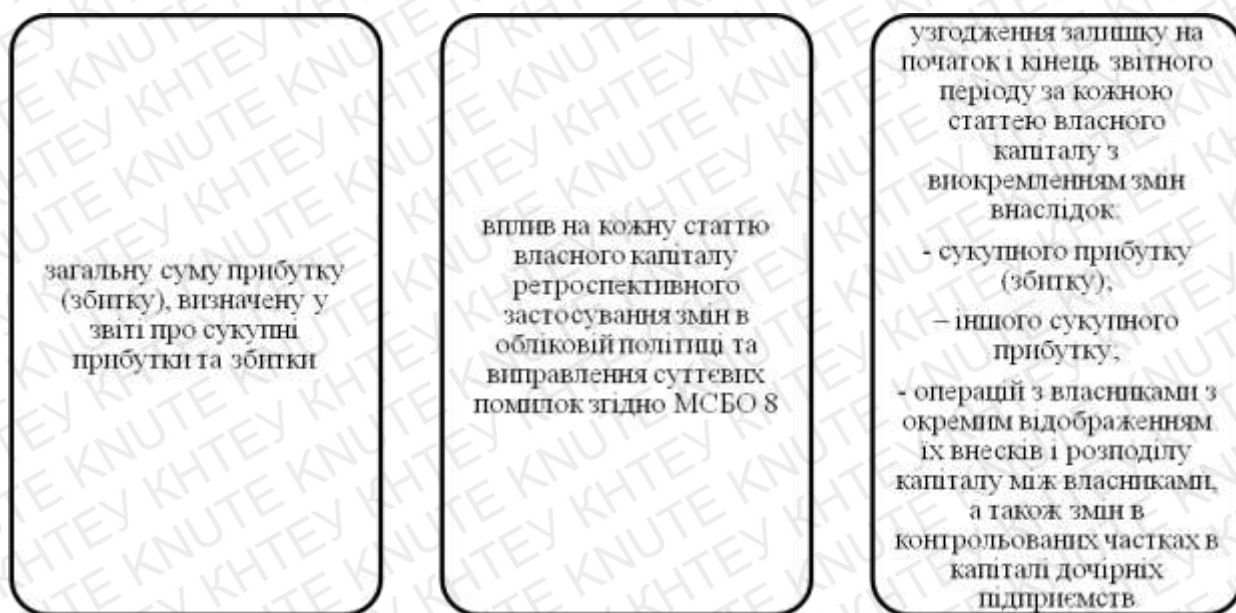 загальну суму прибутку
(збитку), визначену у
звіті про сукупні
прибутки та збитки
вплив на кожну статтю
власного капіталу
ретроспективного
застосування змін в
обліковій політиці та
виправлення суттєвих
помилок згідно МСБО 8
узгодження залишку на
початок і кінець звітного
періоду за кожною
статтею власного
капіталу з
виокремленням змін
внаслідок:
- сукупного прибутку
(збитку);
– іншого сукупного
прибутку;
- операцій з власниками з
окремим відображенням
їх внесків і розподілу
капіталу між власниками,
а також змін в
контрольованих частках в
капіталі дочірніх
підприємств